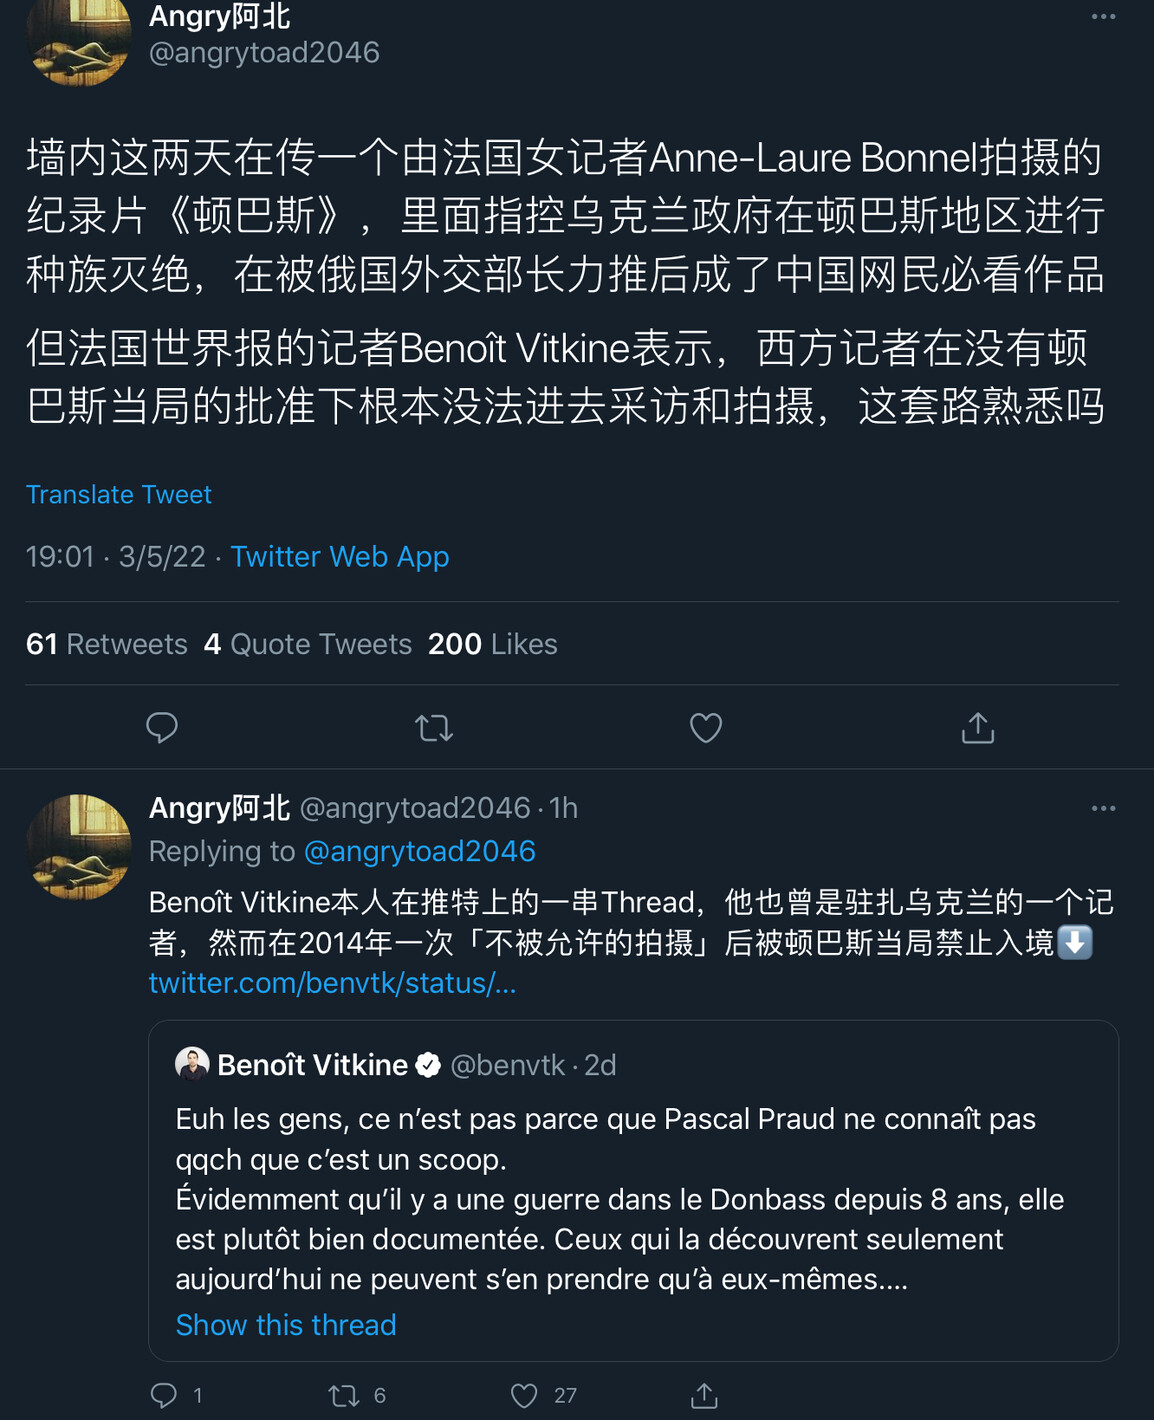 Angry阿北
@angrytoad2046
墙内这两天在传一个由法国女记者Anne-Laure Bonnel拍摄的
纪录片《顿巴斯》，里面指控乌克兰政府在顿巴斯地区进行
种族灭绝，在被俄国外交部长力推后成了中国网民必看作品
但法国世界报的记者Benoît Vitkine表示，西方记者在没有顿
巴斯当局的批准下根本没法进去采访和拍摄，这套路熟悉吗
Translate Tweet
19:01 · 3/5/22 · Twitter Web App
61 Retweets 4 Quote Tweets 200 Likes
Angry阿北 @angrytoad2046 · 1h
Replying to @angrytoad2046
Benoît Vitkine本人在推特上的一串Thread，他也曾是驻扎乌克兰的一个记
者，然而在2014年一次「不被允许的拍摄」后被顿巴斯当局禁止入境⬇️
twitter.com/benvtk/status/...
Benoît Vitkine @benvtk · 2d
Euh les gens, ce n’est pas parce que Pascal Praud ne connaît pas
qqch que c’est un scoop.
Évidemment qu’il y a une guerre dans le Donbass depuis 8 ans, elle
est plutôt bien documentée. Ceux qui la découvrent seulement
aujourd’hui ne peuvent s’en prendre qu’à eux-mêmes....
Show this thread
1 6 27